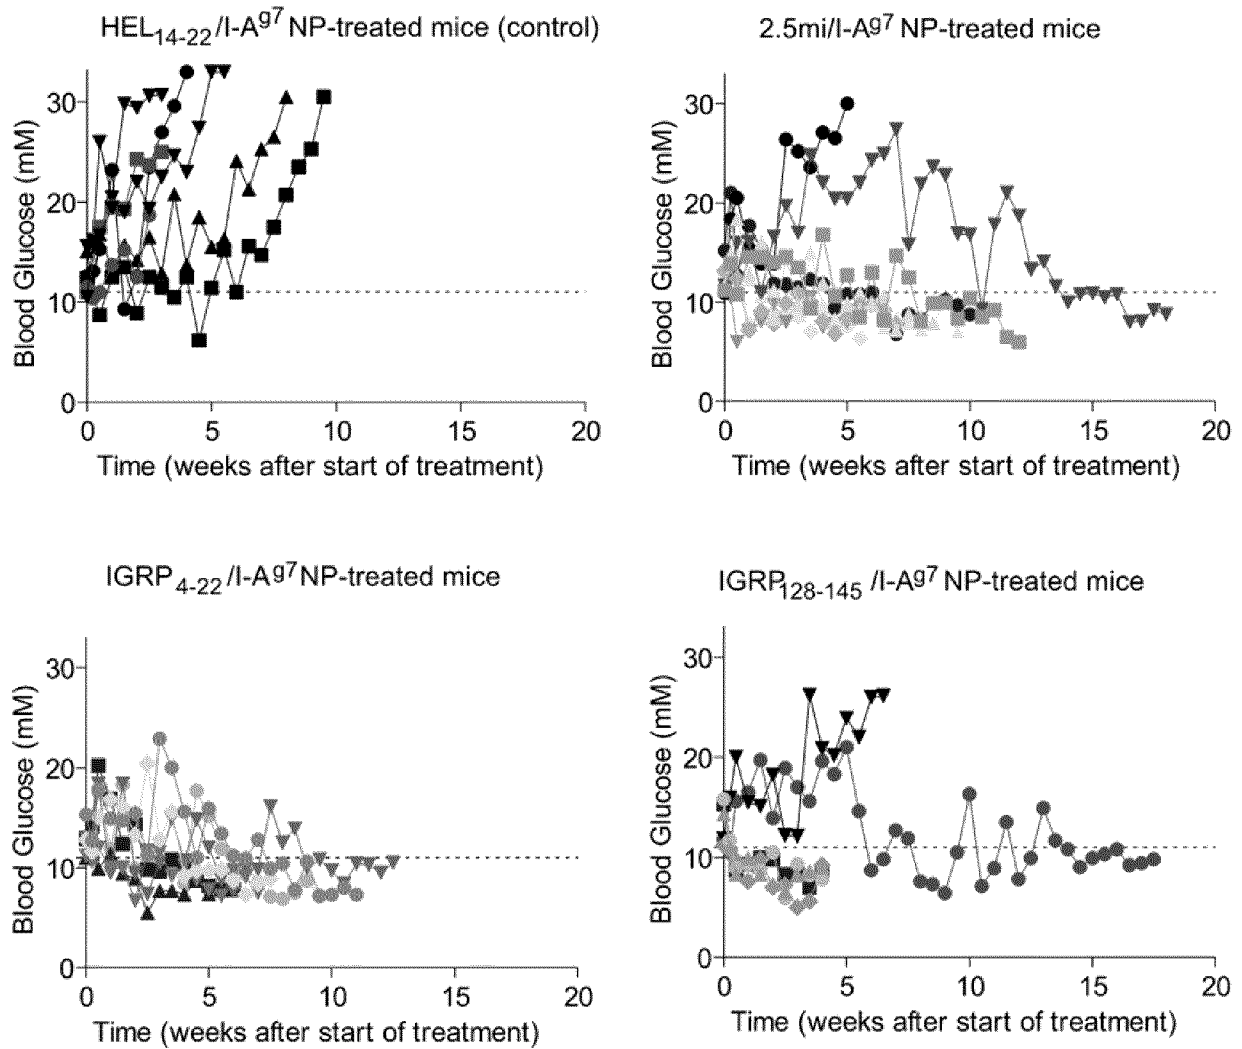 HEL14-22/I-Ag7 NP-treated mice (control)
30
20
10
0
Blood Glucose (mM)
0 5 10 15 20
Time (weeks after start of treatment)
2.5mi/I-Ag7 NP-treated mice
30
20
10
0
Blood Glucose (mM)
0 5 10 15 20
Time (weeks after start of treatment)
IGRP4-22/I-Ag7 NP-treated mice
30
20
10
0
Blood Glucose (mM)
0 5 10 15 20
Time (weeks after start of treatment)
IGRP128-145 /I-Ag7 NP-treated mice
30
20
10
0
Blood Glucose (mM)
0 5 10 15 20
Time (weeks after start of treatment)